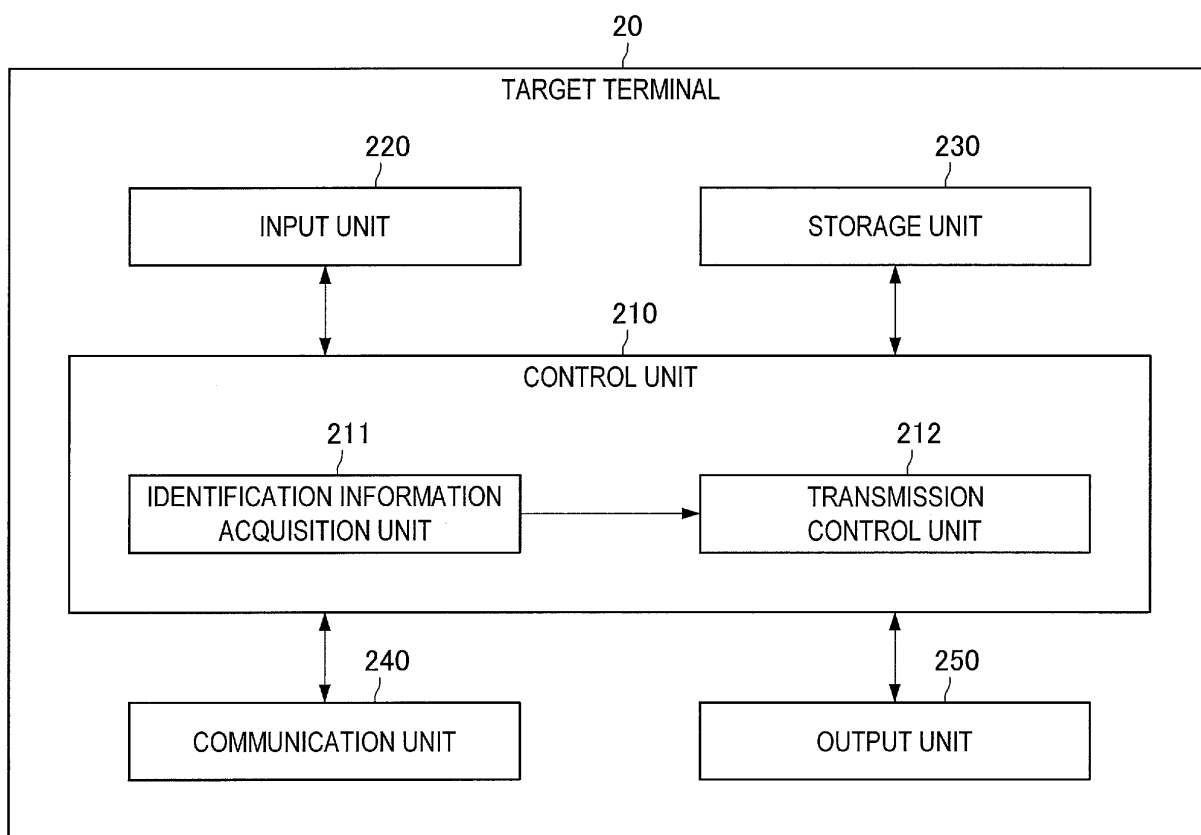 20
TARGET TERMINAL
220
230
INPUT UNIT
STORAGE UNIT
210
CONTROL UNIT
211
212
IDENTIFICATION INFORMATION
ACQUISITION UNIT
TRANSMISSION
CONTROL UNIT
240
250
COMMUNICATION UNIT
OUTPUT UNIT